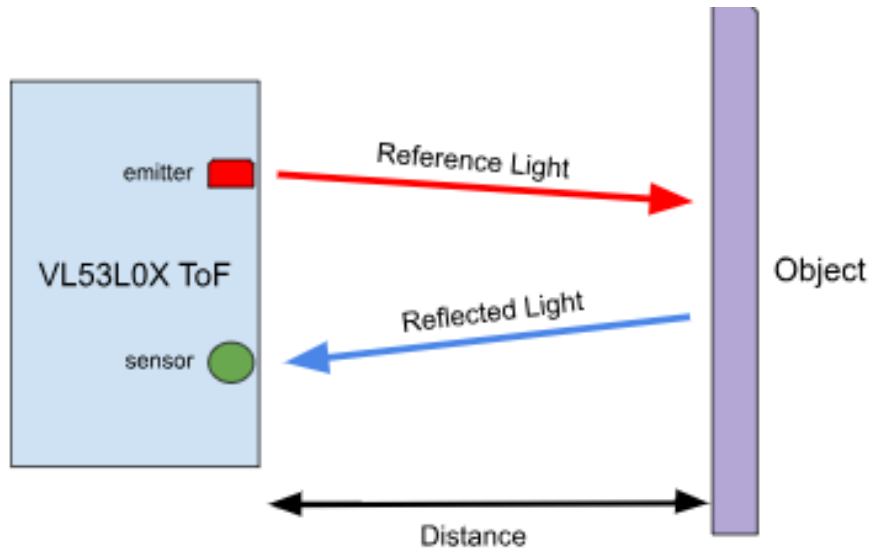 emitter
Reference Light
VL53L0X ToF
Object
Reflected Light
sensor
Distance